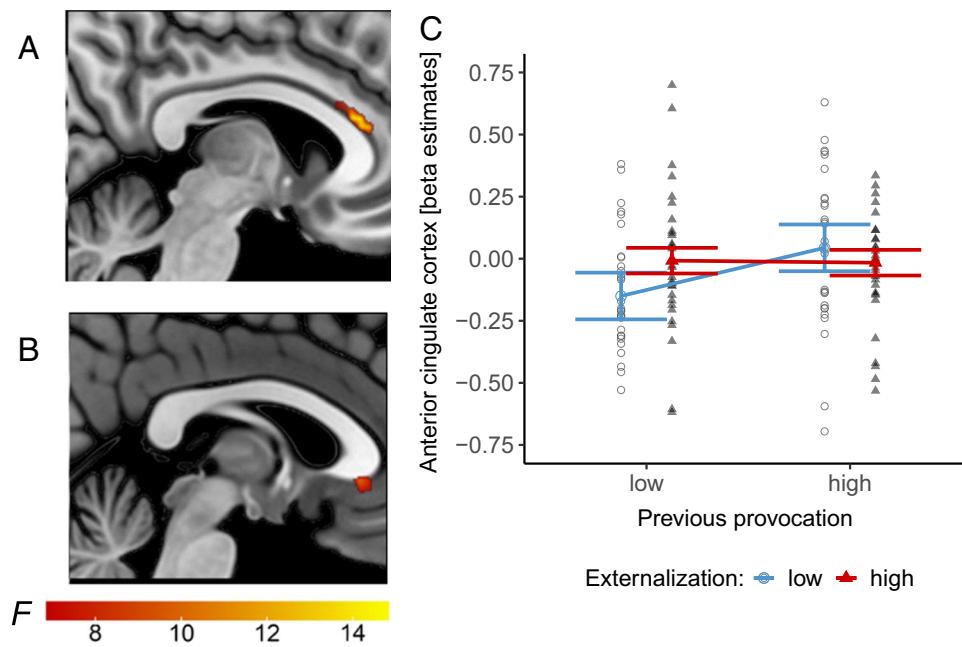 A
B
F
8 10 12 14
C
Anterior cingulate cortex [beta estimates]
0.75
0.50
0.25
0.00
−0.25
−0.50
−0.75
low high
Previous provocation
Externalization: low high